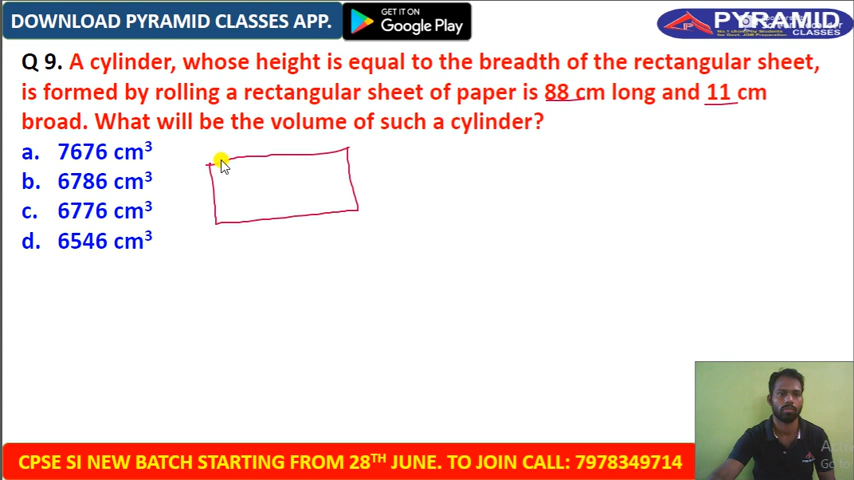 DOWNLOAD PYRAMID CLASSES APP.
GET IT ON
Google Play
PYRAMID
CLASSES
Q 9. A cylinder, whose height is equal to the breadth of the rectangular sheet,
is formed by rolling a rectangular sheet of paper is 88 cm long and 11 cm
broad. What will be the volume of such a cylinder?
a. 7676 cm³
b. 6786 cm³
c. 6776 cm³
d. 6546 cm³
CPSE SI NEW BATCH STARTING FROM 28TH JUNE. TO JOIN CALL: 7978349714